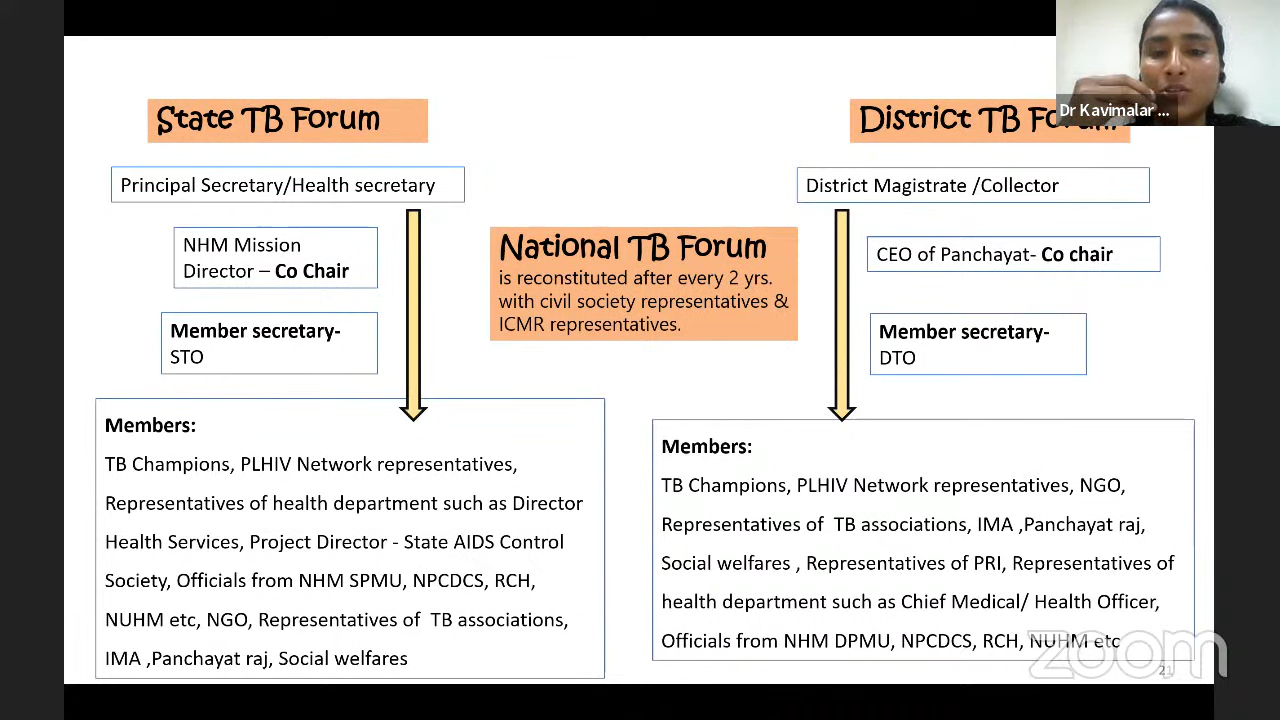 State TB Forum
Principal Secretary/Health secretary
NHM Mission
Director – Co Chair
Member secretary-
STO
Members:
TB Champions, PLHIV Network representatives,
Representatives of health department such as Director
Health Services, Project Director - State AIDS Control
Society, Officials from NHM SPMU, NPCDCS, RCH,
NUHM etc, NGO, Representatives of  TB associations,
IMA ,Panchayat raj, Social welfares
National TB Forum
is reconstituted after every 2 yrs.
with civil society representatives &
ICMR representatives.
District TB Forum
Dr Kavimalar ...
District Magistrate /Collector
CEO of Panchayat- Co chair
Member secretary-
DTO
Members:
TB Champions, PLHIV Network representatives, NGO,
Representatives of  TB associations, IMA ,Panchayat raj,
Social welfares , Representatives of PRI, Representatives of
health department such as Chief Medical/ Health Officer,
Officials from NHM DPMU, NPCDCS, RCH, NUHM etc
zoom
21